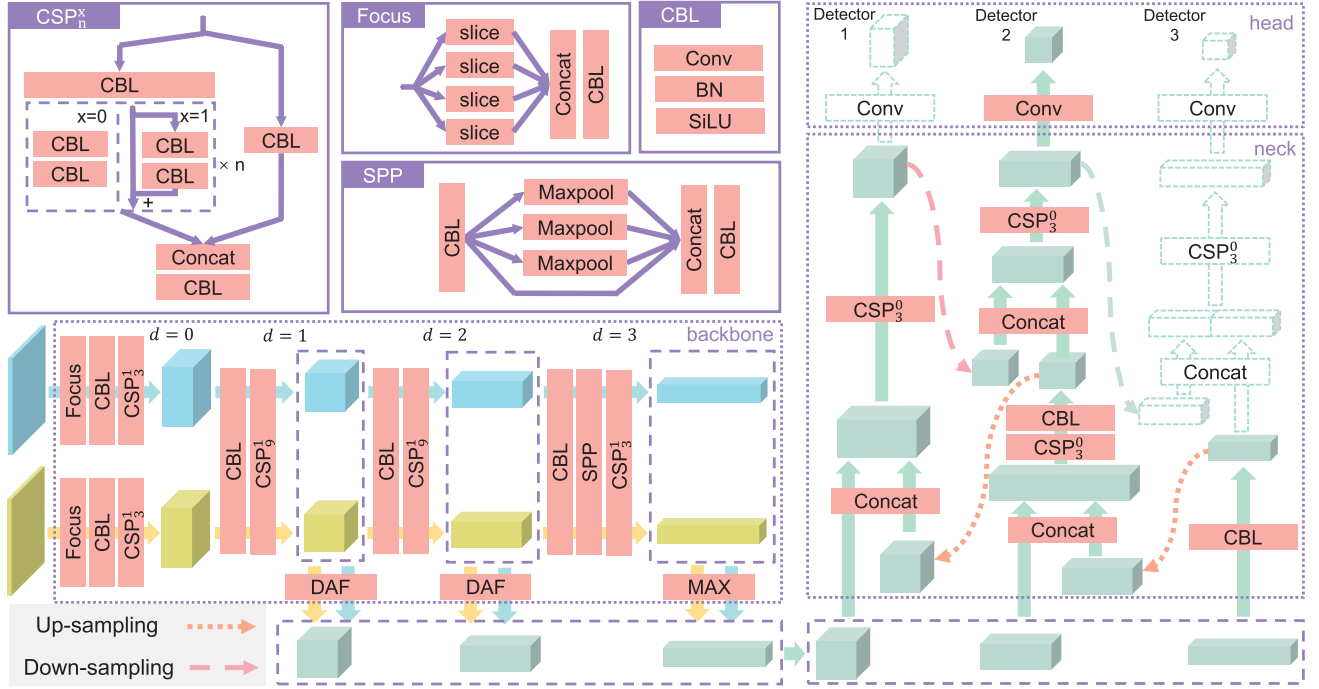 CSP^x_n
CBL
x=0
x=1
CBL
CBL
CBL
CBL
CBL
× n
+
Concat
CBL
Focus
slice
slice
slice
slice
Concat
CBL
CBL
Conv
BN
SiLU
SPP
CBL
Maxpool
Maxpool
Maxpool
Concat
CBL
backbone
d = 0
d = 1
d = 2
d = 3
Focus
CBL
CSP^1_3
Focus
CBL
CSP^1_3
CBL
CSP^1_9
CBL
CSP^1_9
CBL
SPP
CSP^1_3
DAF
DAF
MAX
Up-sampling
Down-sampling
head
Detector
1
Detector
2
Detector
3
Conv
Conv
Conv
neck
CSP^0_3
CSP^0_3
CSP^0_3
Concat
Concat
CBL
CSP^0_3
Concat
Concat
CBL